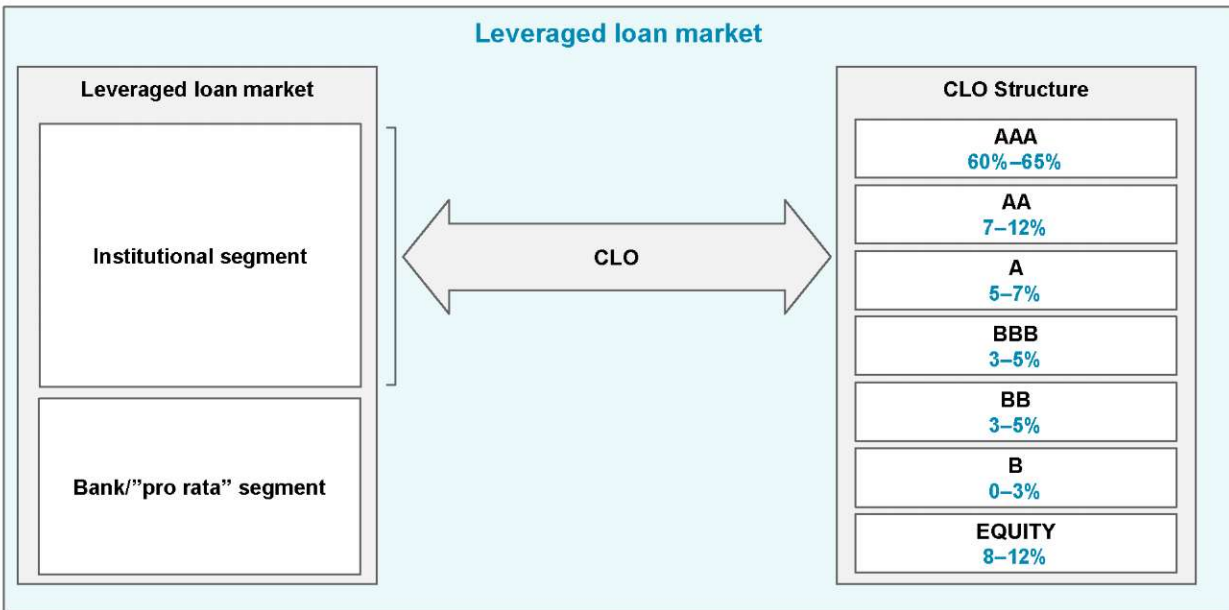 Leveraged loan market
Leveraged loan market
Institutional segment
Bank/”pro rata” segment
CLO
CLO Structure
AAA
60%–65%
AA
7–12%
A
5–7%
BBB
3–5%
BB
3–5%
B
0–3%
EQUITY
8–12%